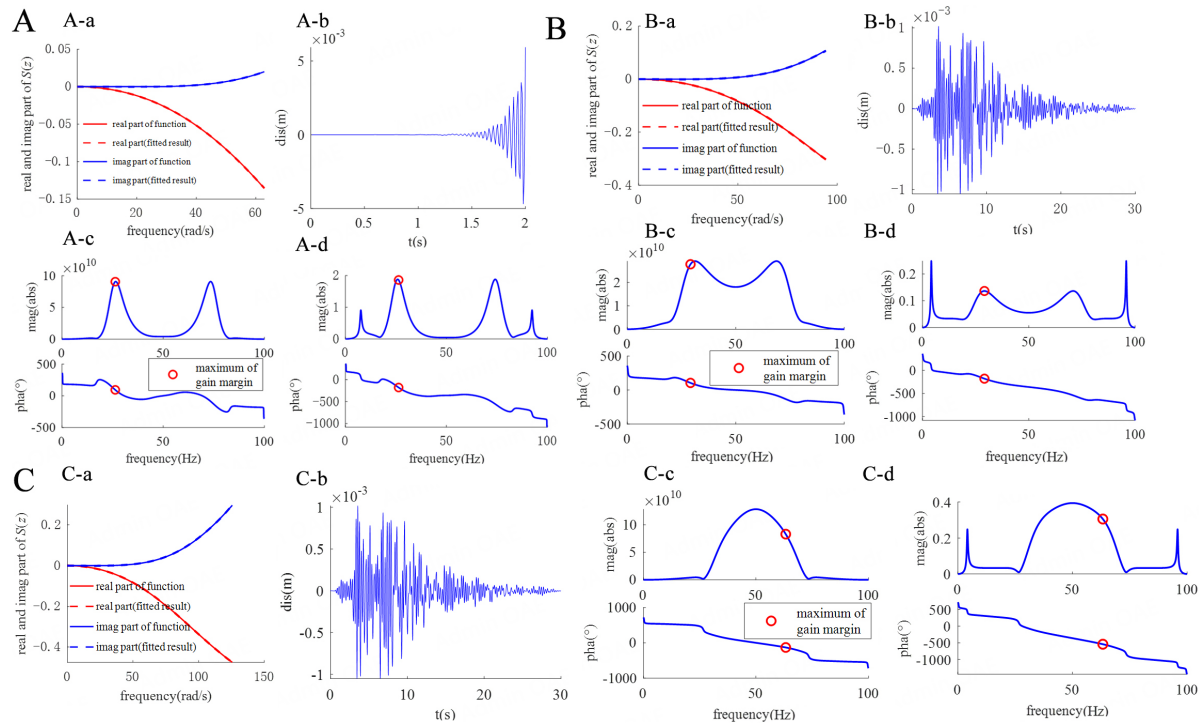 A
A-a
real and imag part of S(z)
0.05
0
−0.05
−0.1
−0.15
real part of function
real part(fitted result)
imag part of function
imag part(fitted result)
0 20 40 60
frequency(rad/s)
A-b
×10⁻³
dis(m)
5
0
-5
0 0.5 1 1.5 2
t(s)
A-c
×10¹⁰
mag(abs)
10
5
0
0 50 100
pha(°)
500
0
-500
maximum of
gain margin
0 50 100
frequency(Hz)
A-d
mag(abs)
2
1
0
0 50 100
pha(°)
0
−500
−1000
0 50 100
frequency(Hz)
B
B-a
real and imag part of S(z)
0.2
0
−0.2
−0.4
real part of function
real part(fitted result)
imag part of function
imag part(fitted result)
0 50 100
frequency(rad/s)
B-b
×10⁻³
dis(m)
1
0
−1
0 10 20 30
t(s)
B-c
×10¹⁰
mag(abs)
2
0
0 50 100
pha(°)
500
0
-500
maximum of
gain margin
0 50 100
frequency(Hz)
B-d
mag(abs)
0.2
0.1
0
0 50 100
pha(°)
0
−500
-1000
0 50 100
frequency(Hz)
C
C-a
real and imag part of S(z)
0.2
0
−0.2
−0.4
real part of function
real part(fitted result)
imag part of function
imag part(fitted result)
0 50 100 150
frequency(rad/s)
C-b
×10⁻³
dis(m)
1
0.5
0
-0.5
-1
0 10 20 30
t(s)
C-c
×10¹⁰
mag(abs)
10
5
0
0 50 100
pha(°)
1000
0
-1000
maximum of
gain margin
0 50 100
frequency(Hz)
C-d
mag(abs)
0.4
0.2
0
0 50 100
pha(°)
500
0
-500
-1000
0 50 100
frequency(Hz)